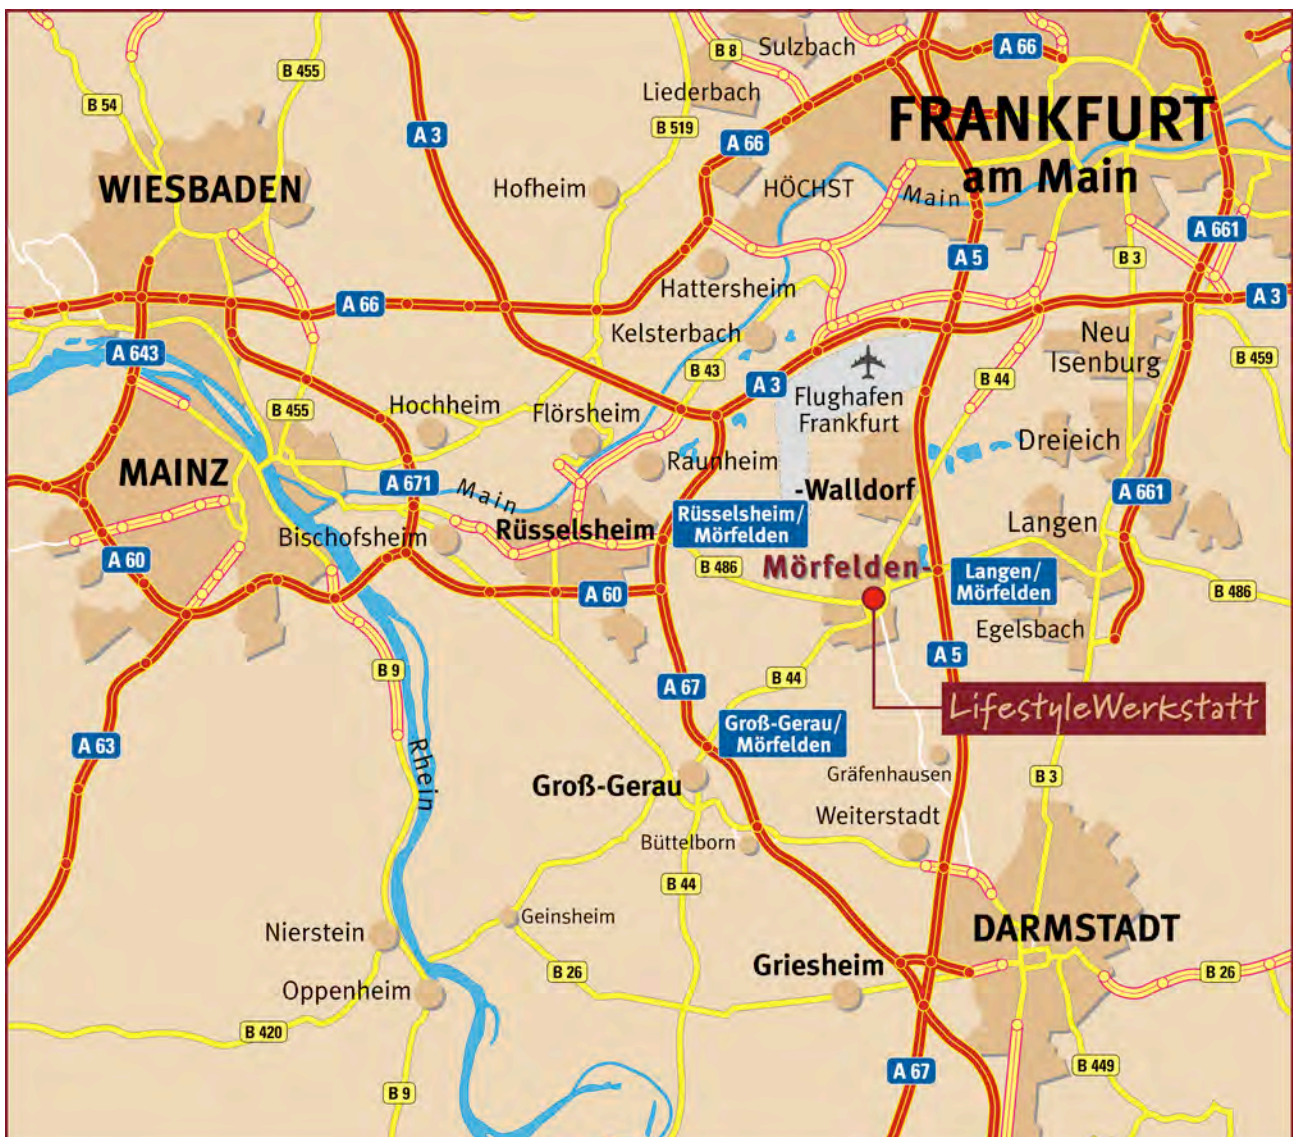 B 455
B 8
Sulzbach
A 66
B 54
Liederbach
FRANKFURT
am Main
A 3
B 519
A 66
WIESBADEN
Hofheim
HÖCHST
Main
A 661
A 5
B 3
Hattersheim
A 66
A 3
Kelsterbach
Neu
Isenburg
A 643
B 43
A 3
Flughafen
Frankfurt
B 44
B 459
B 455
Hochheim
Flörsheim
Dreieich
MAINZ
Raunheim
A 671
Main
-Walldorf
A 661
Rüsselsheim/
Mörfelden
Langen
Bischofsheim
Rüsselsheim
A 60
B 486
Mörfelden-
Langen/
Mörfelden
A 60
B 486
Egelsbach
B 9
A 5
B 44
A 67
LifestyleWerkstatt
Groß-Gerau/
Mörfelden
A 63
Rhein
Groß-Gerau
Gräfenhausen
B 3
Weiterstadt
Büttelborn
B 44
Geinsheim
Nierstein
DARMSTADT
Griesheim
B 26
B 26
Oppenheim
B 420
A 67
B 449
B 9